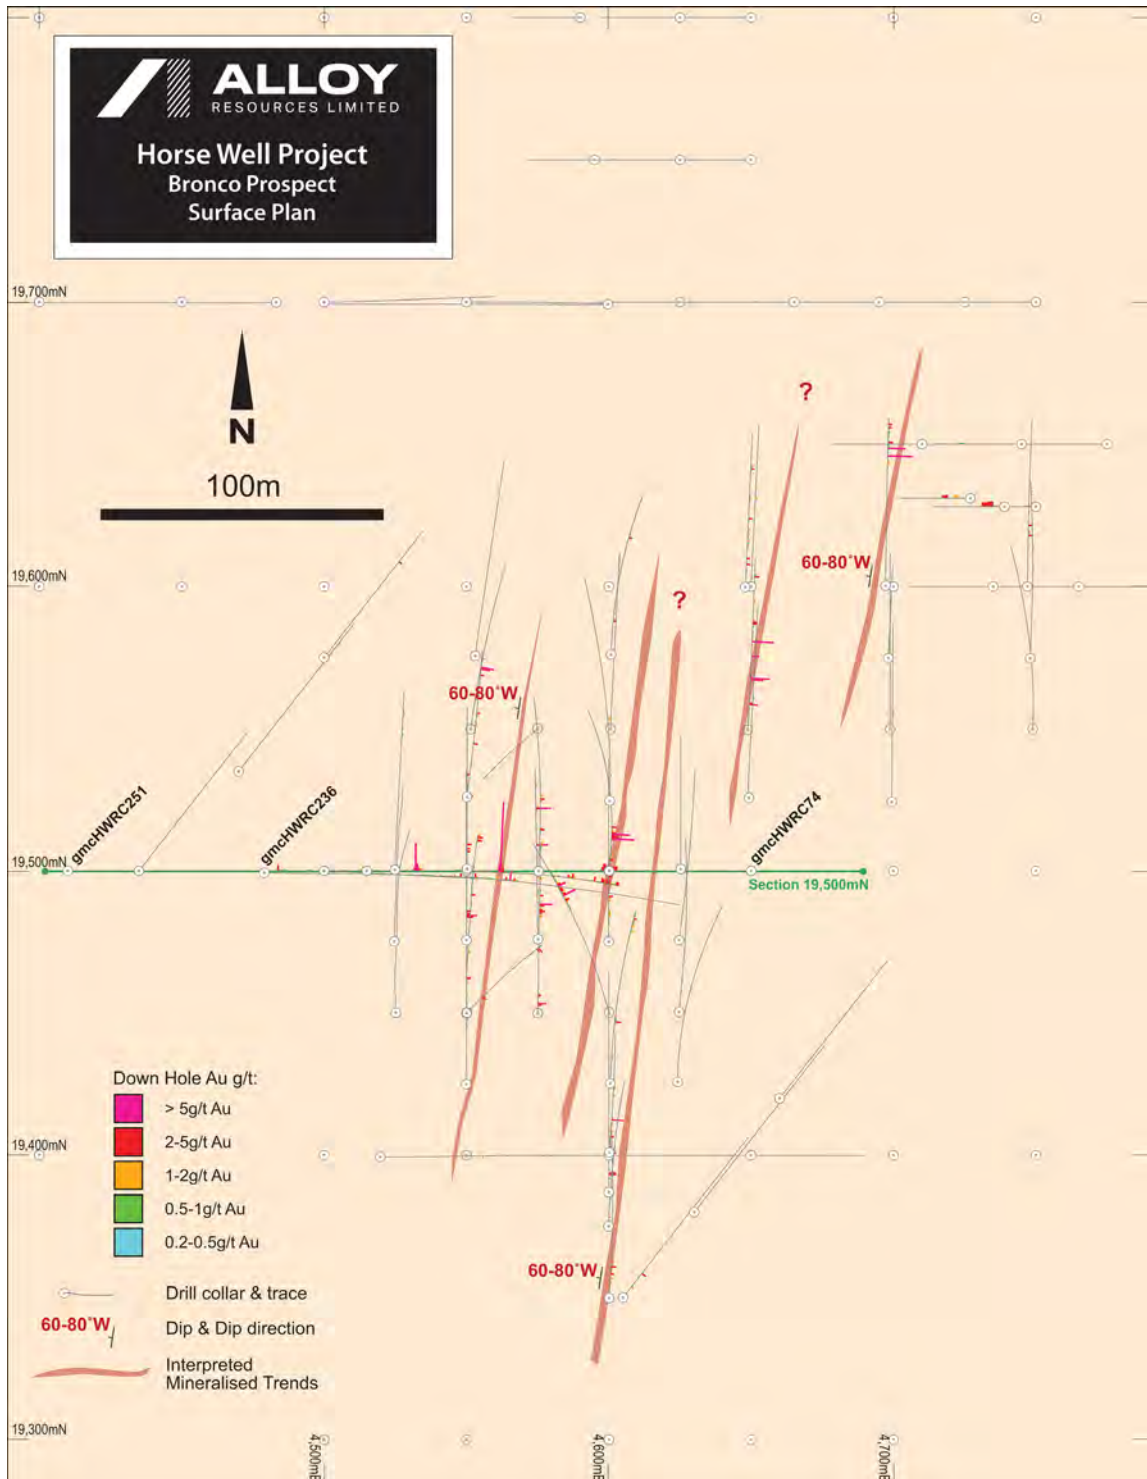 ALLOY
RESOURCES LIMITED
Horse Well Project
Bronco Prospect
Surface Plan
19,700mN
N
100m
?
19,600mN
60-80°W
?
60-80°W
gmcHWRC251
gmcHWRC236
gmcHWRC74
19,500mN
Section 19,500mN
Down Hole Au g/t:
> 5g/t Au
2-5g/t Au
1-2g/t Au
0.5-1g/t Au
0.2-0.5g/t Au
19,400mN
60-80°W
Drill collar & trace
60-80°W
Dip & Dip direction
Interpreted
Mineralised Trends
19,300mN
4,500mE
4,600mE
4,700mE